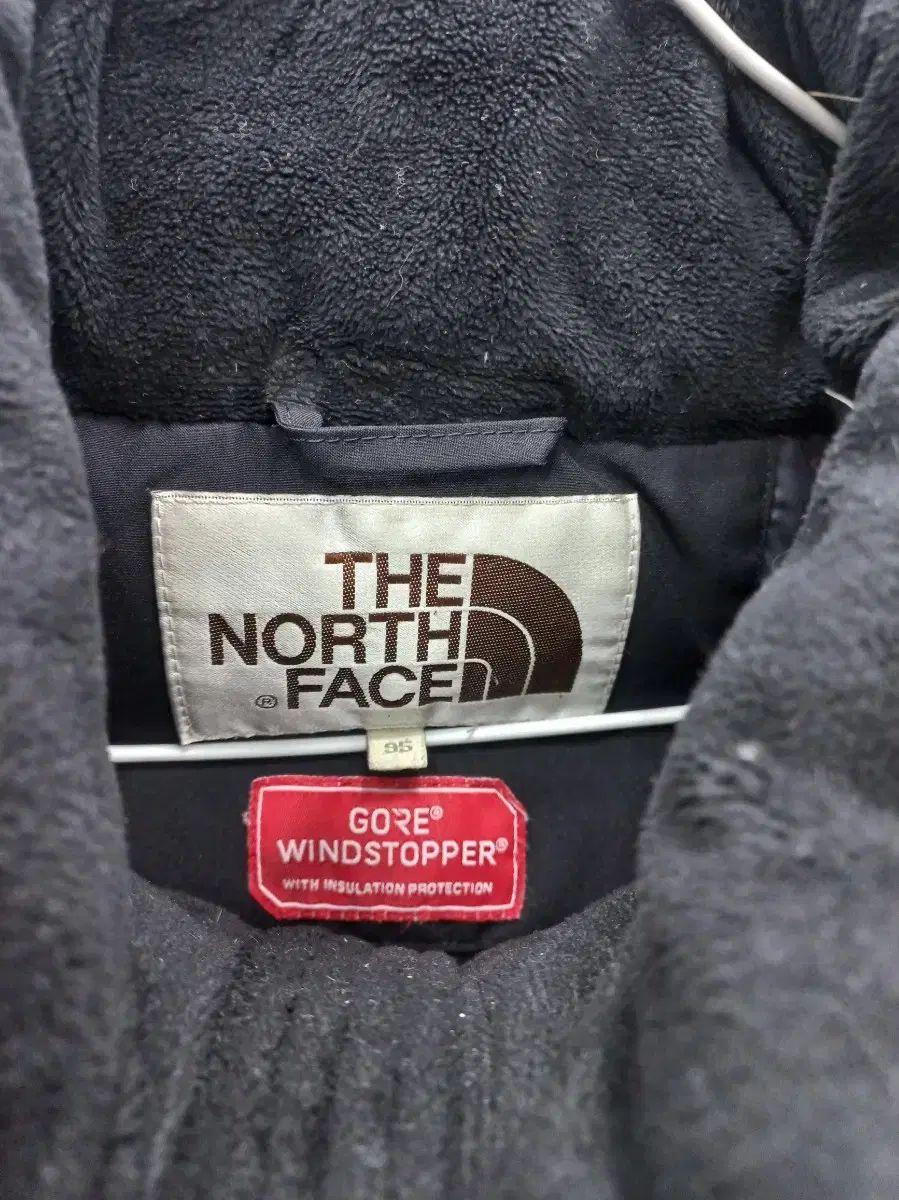 THE
NORTH
® FACE
95
GORE®
WINDSTOPPER®
WITH INSULATION PROTECTION